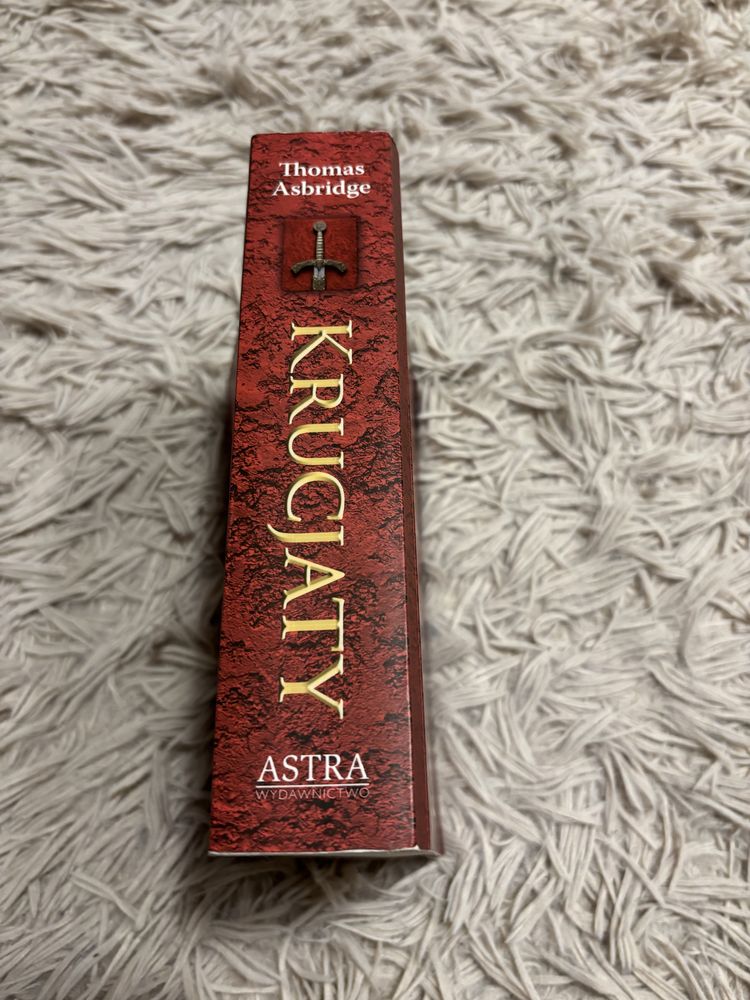 Thomas
Asbridge
KRUCJATY
ASTRA
WYDAWNICTWO